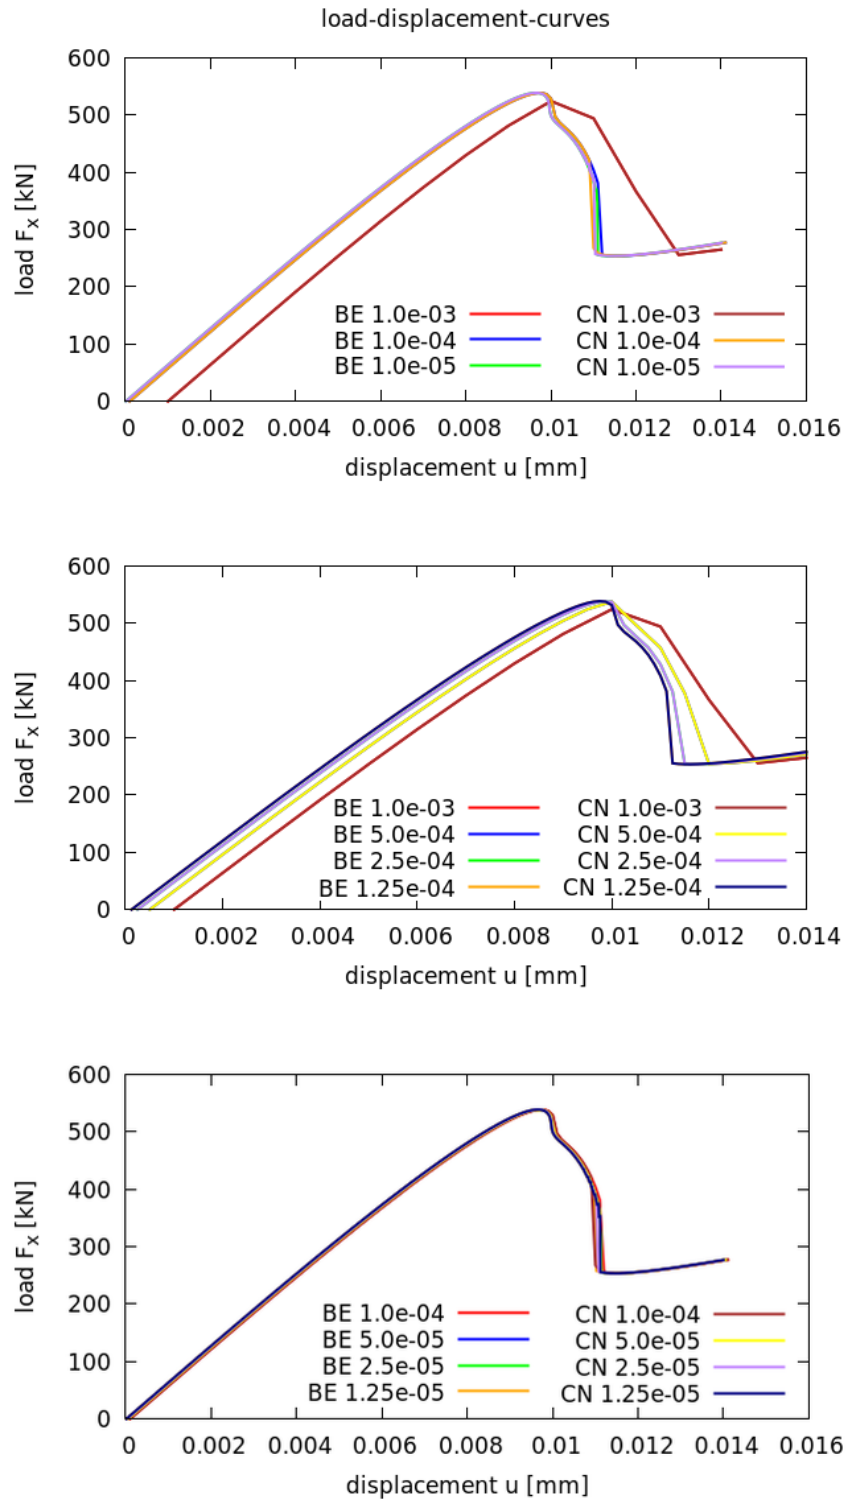 load-displacement-curves
600
500
400
300
200
100
0
load Fx [kN]
BE 1.0e-03
BE 1.0e-04
BE 1.0e-05
CN 1.0e-03
CN 1.0e-04
CN 1.0e-05
0 0.002 0.004 0.006 0.008 0.01 0.012 0.014 0.016
displacement u [mm]
600
500
400
300
200
100
0
load Fx [kN]
BE 1.0e-03
BE 5.0e-04
BE 2.5e-04
BE 1.25e-04
CN 1.0e-03
CN 5.0e-04
CN 2.5e-04
CN 1.25e-04
0 0.002 0.004 0.006 0.008 0.01 0.012 0.014
displacement u [mm]
600
500
400
300
200
100
0
load Fx [kN]
BE 1.0e-04
BE 5.0e-05
BE 2.5e-05
BE 1.25e-05
CN 1.0e-04
CN 5.0e-05
CN 2.5e-05
CN 1.25e-05
0 0.002 0.004 0.006 0.008 0.01 0.012 0.014 0.016
displacement u [mm]